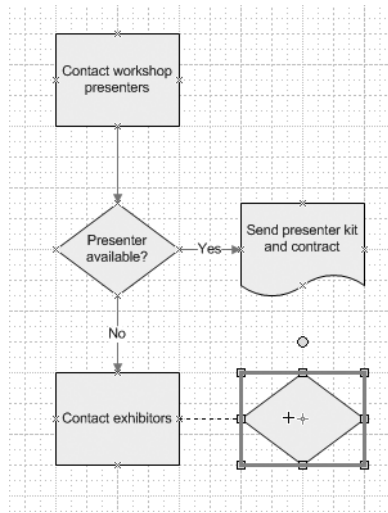 Contact workshop
presenters
Presenter
available?
Yes
Send presenter kit
and contract
No
Contact exhibitors